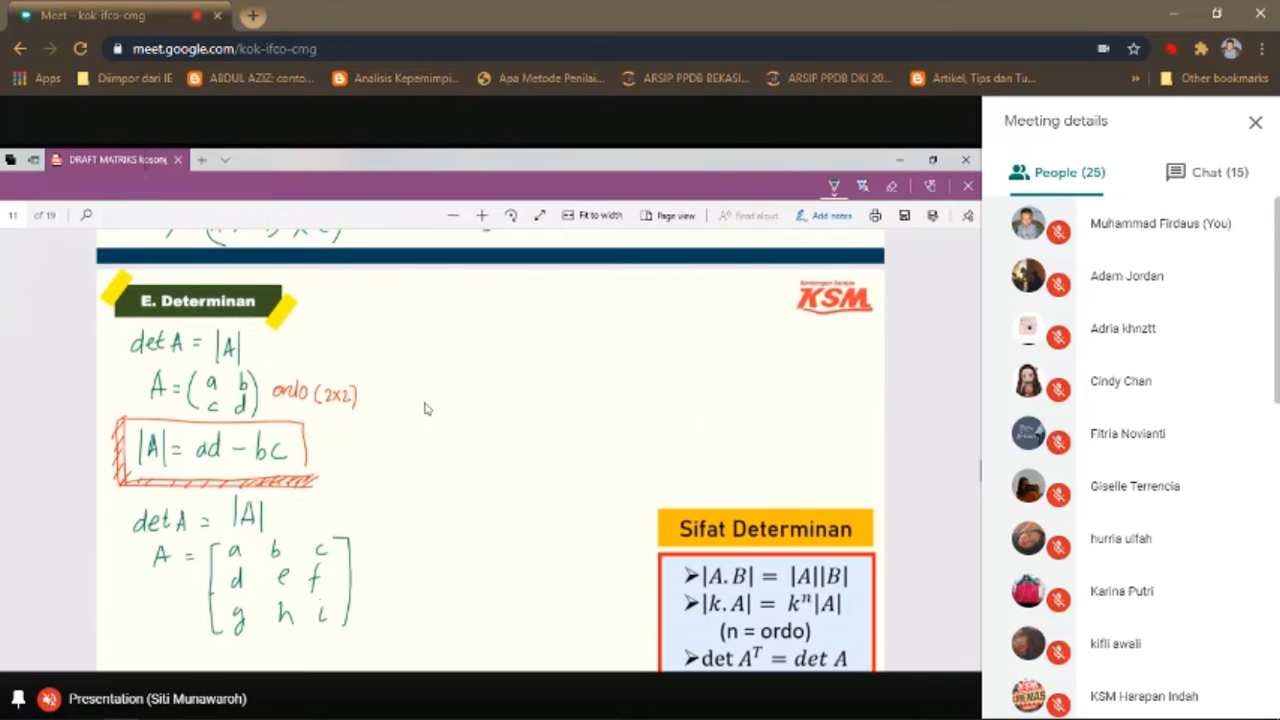 Meet – kok-ifco-cmg
meet.google.com/kok-ifco-cmg
Apps
Diimpor dari IE
ABDUL AZIZ: conto...
Analisis Kepemimpi...
Apa Metode Penilai...
ARSIP PPDB BEKASI...
ARSIP PPDB DKI 20...
Artikel, Tips dan Tu...
»
Other bookmarks
DRAFT MATRIKS kosong
11 of 19
Fit to width
Page view
Read aloud
Add notes
E. Determinan
Bimbingan Belajar
KSM
det A = |A|
A = ( a b
c d ) ordo (2x2)
|A| = ad – bc
det A = |A|
A = [ a b c
d e f
g h i ]
Sifat Determinan
➢|A.B| = |A||B|
➢|k.A| = kⁿ|A|
(n = ordo)
➢det Aᵀ = det A
Presentation (Siti Munawaroh)
Meeting details
People (25)
Chat (15)
Muhammad Firdaus (You)
Adam Jordan
Adria khnztt
Cindy Chan
Fitria Novianti
Giselle Terrencia
hurria ulfah
Karina Putri
kifli awali
KSM Harapan Indah